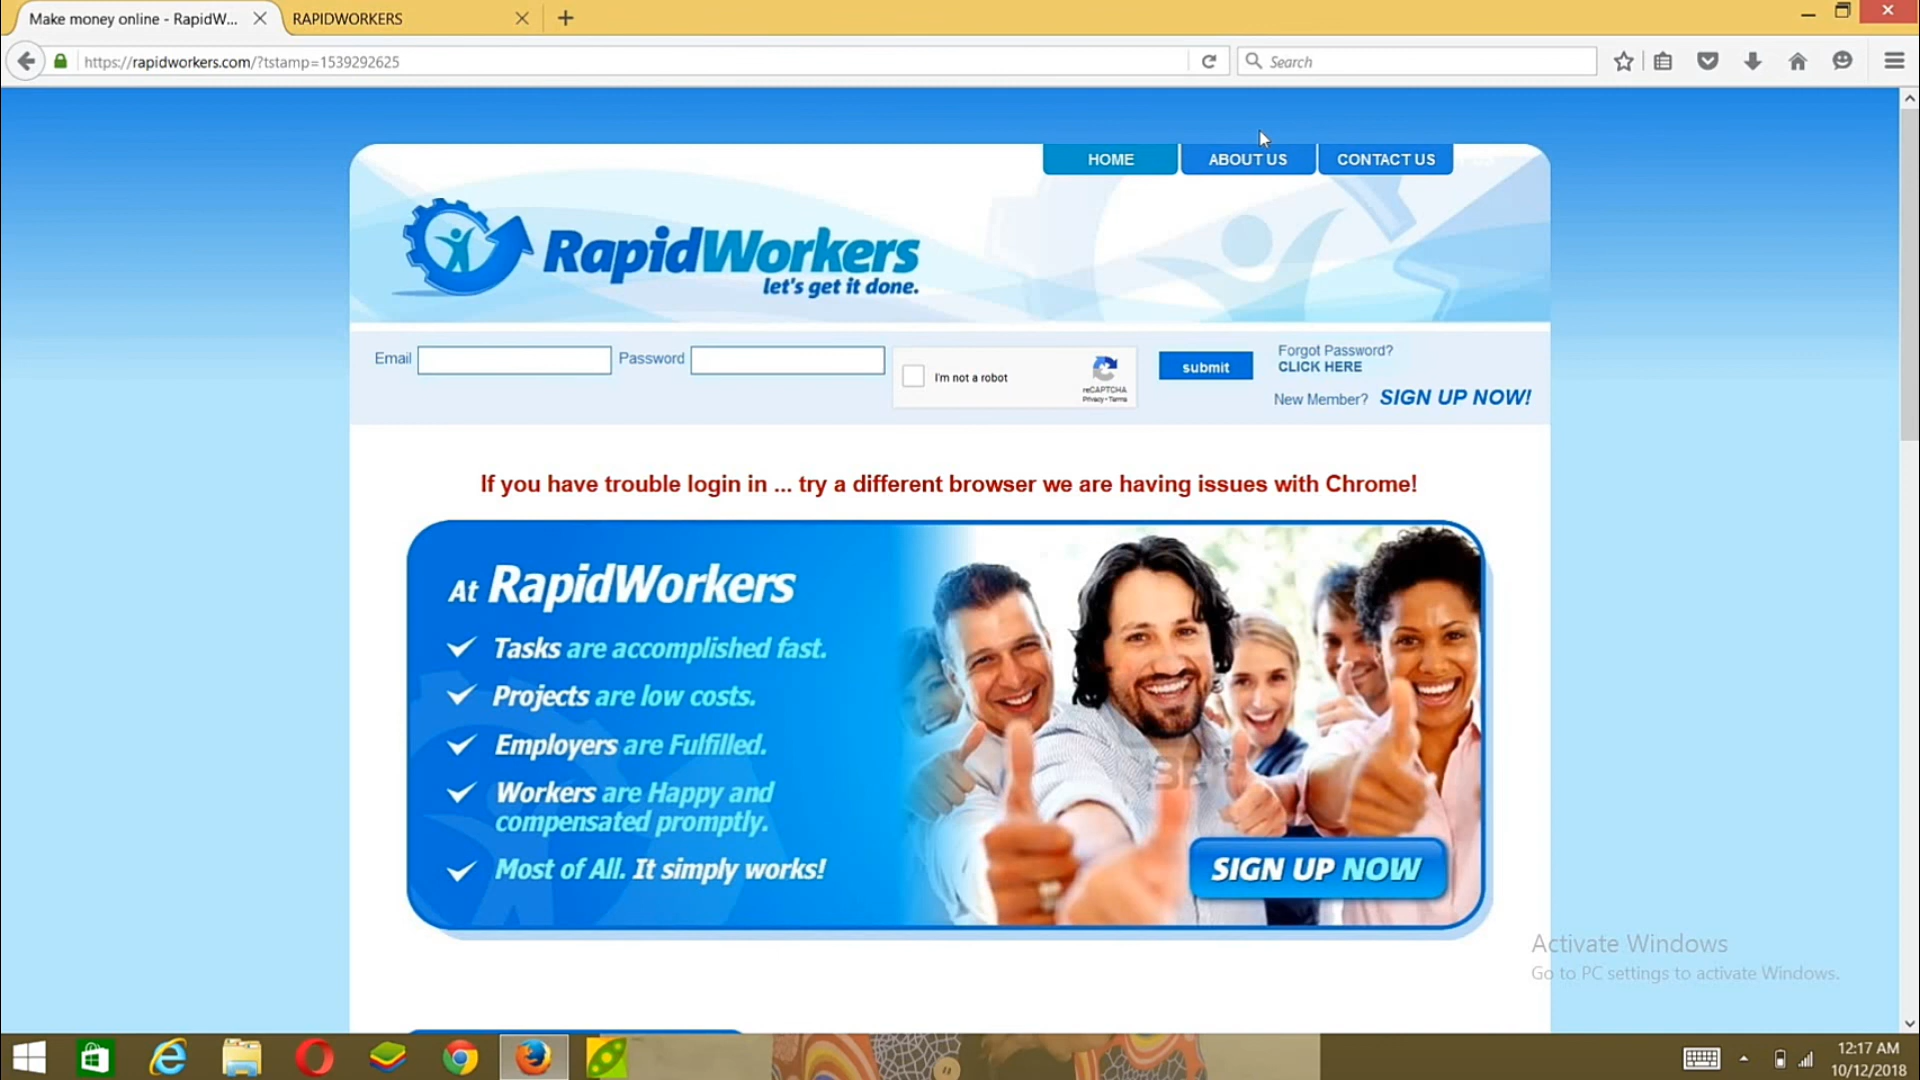 Make money online - RapidW...
RAPIDWORKERS
https://rapidworkers.com/?tstamp=1539292625
Search
HOME
ABOUT US
CONTACT US
RapidWorkers
let's get it done.
Email
Password
I'm not a robot
reCAPTCHA
Privacy - Terms
submit
Forgot Password?
CLICK HERE
New Member? SIGN UP NOW!
If you have trouble login in ... try a different browser we are having issues with Chrome!
At RapidWorkers
Tasks are accomplished fast.
Projects are low costs.
Employers are Fulfilled.
Workers are Happy and
compensated promptly.
Most of All. It simply works!
SIGN UP NOW
Activate Windows
Go to PC settings to activate Windows.
12:17 AM
10/12/2018